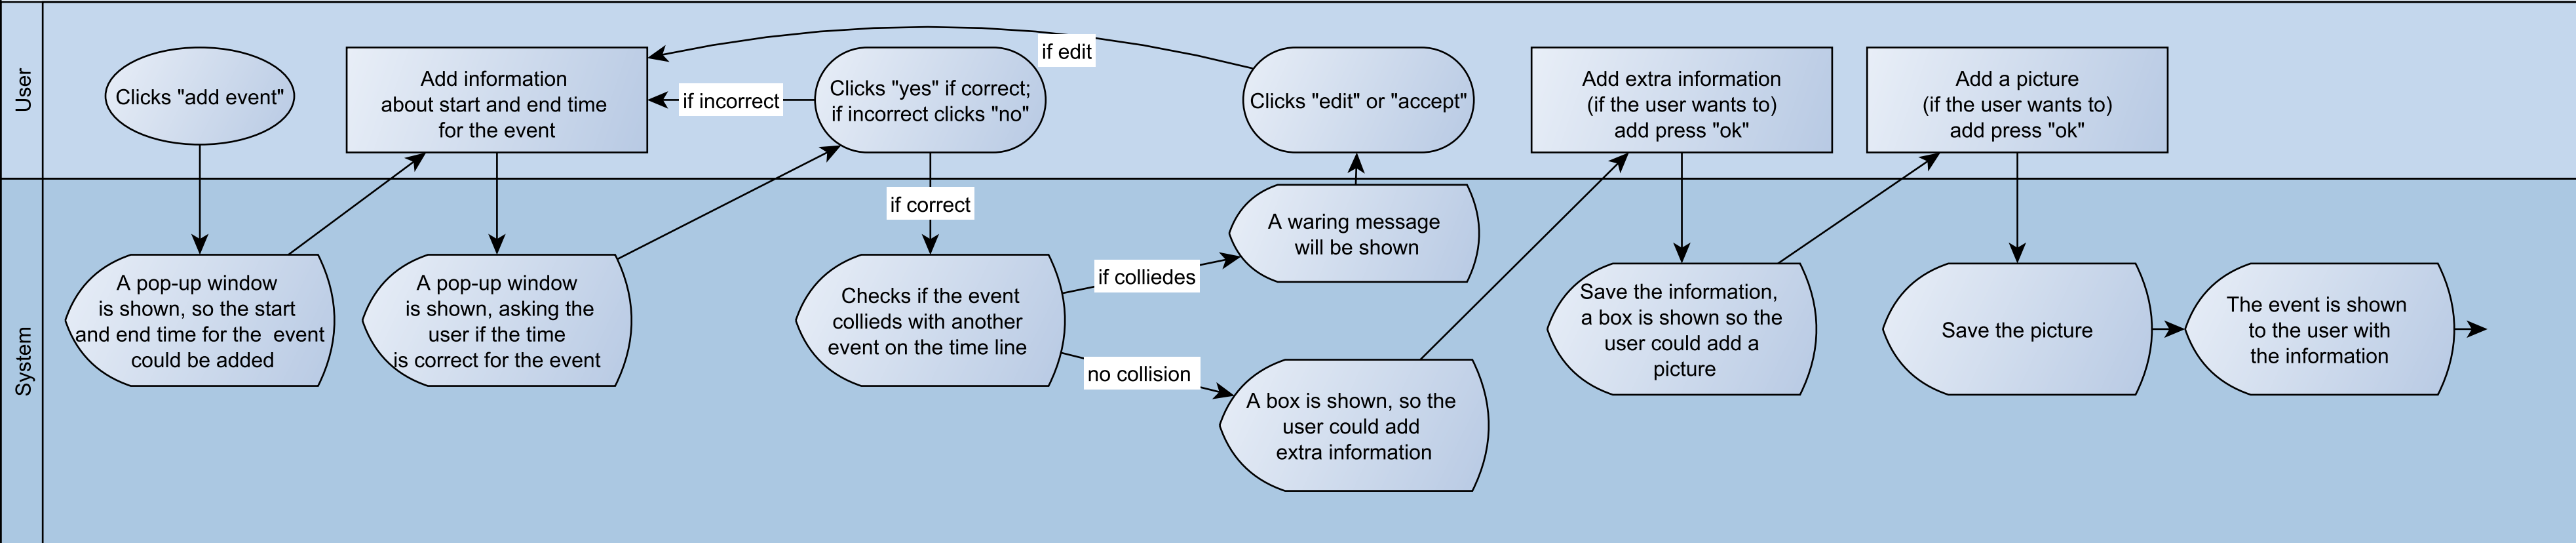 User
Clicks "add event"
Add information
about start and end time
for the event
if incorrect
Clicks "yes" if correct;
if incorrect clicks "no"
if edit
Clicks "edit" or "accept"
Add extra information
(if the user wants to)
add press "ok"
Add a picture
(if the user wants to)
add press "ok"
System
A pop-up window
is shown, so the start
and end time for the event
could be added
A pop-up window
is shown, asking the
user if the time
is correct for the event
if correct
Checks if the event
collieds with another
event on the time line
if colliedes
A waring message
will be shown
no collision
A box is shown, so the
user could add
extra information
Save the information,
a box is shown so the
user could add a
picture
Save the picture
The event is shown
to the user with
the information